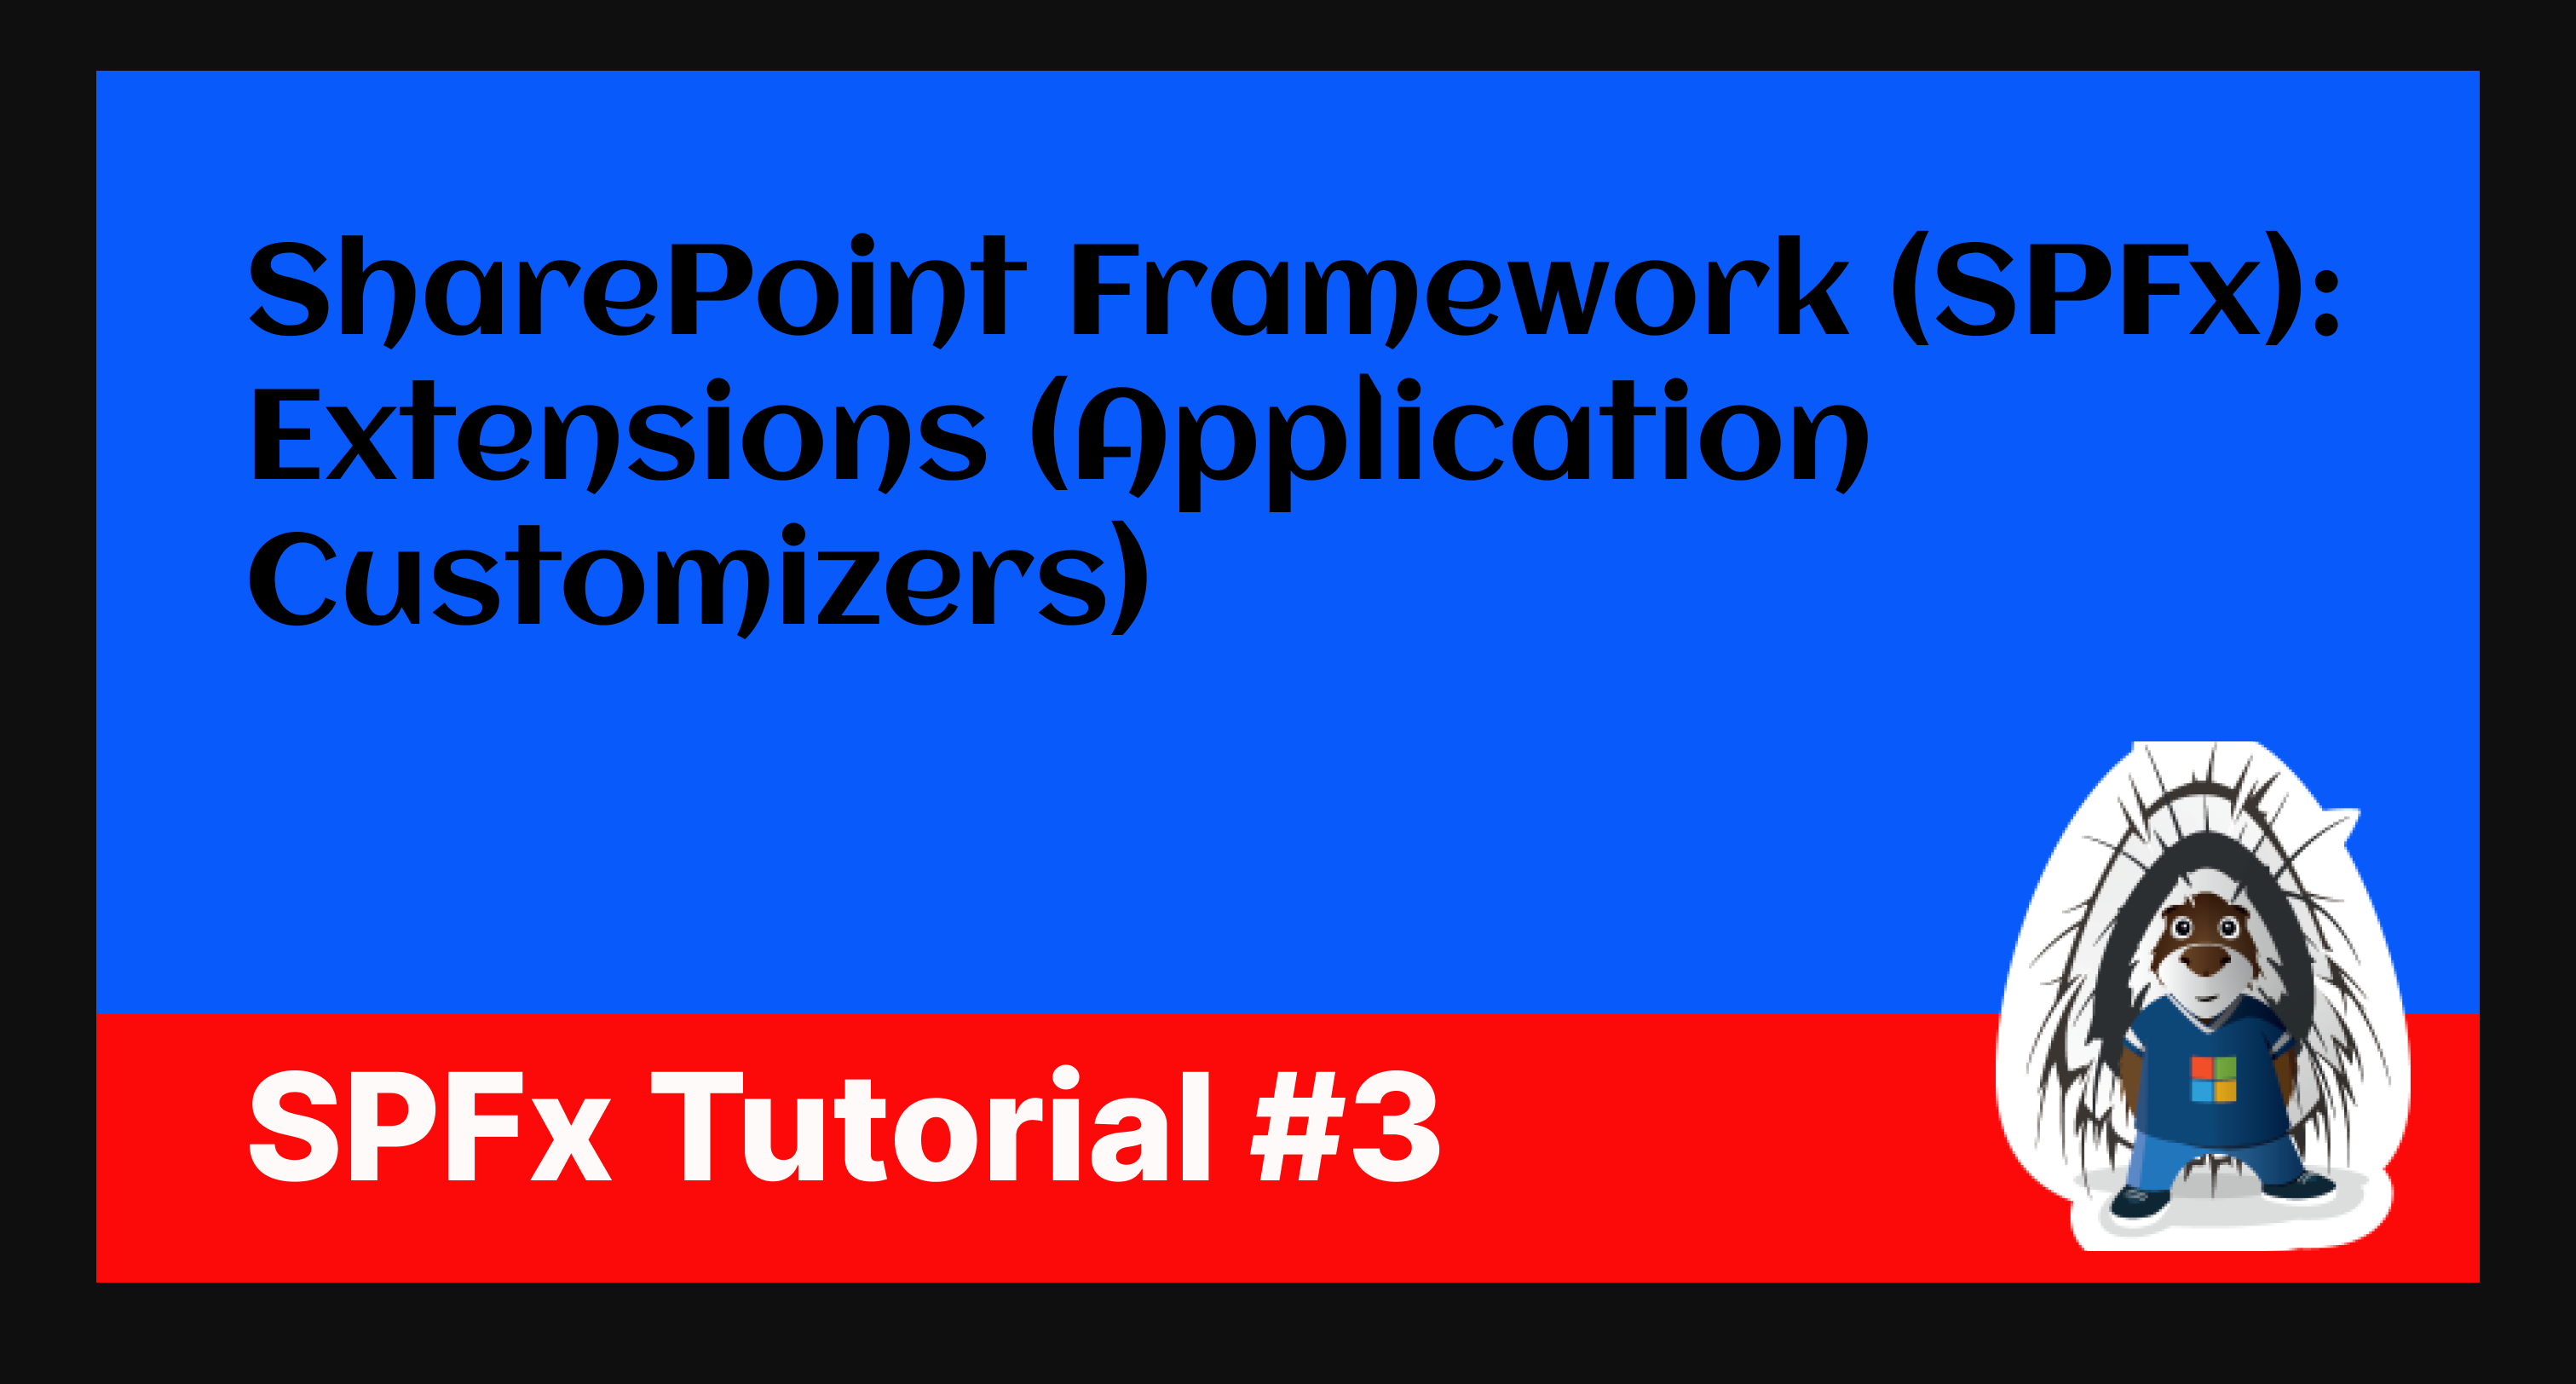 SharePoint Framework (SPFx):
Extensions (Application
Customizers)
SPFx Tutorial #3